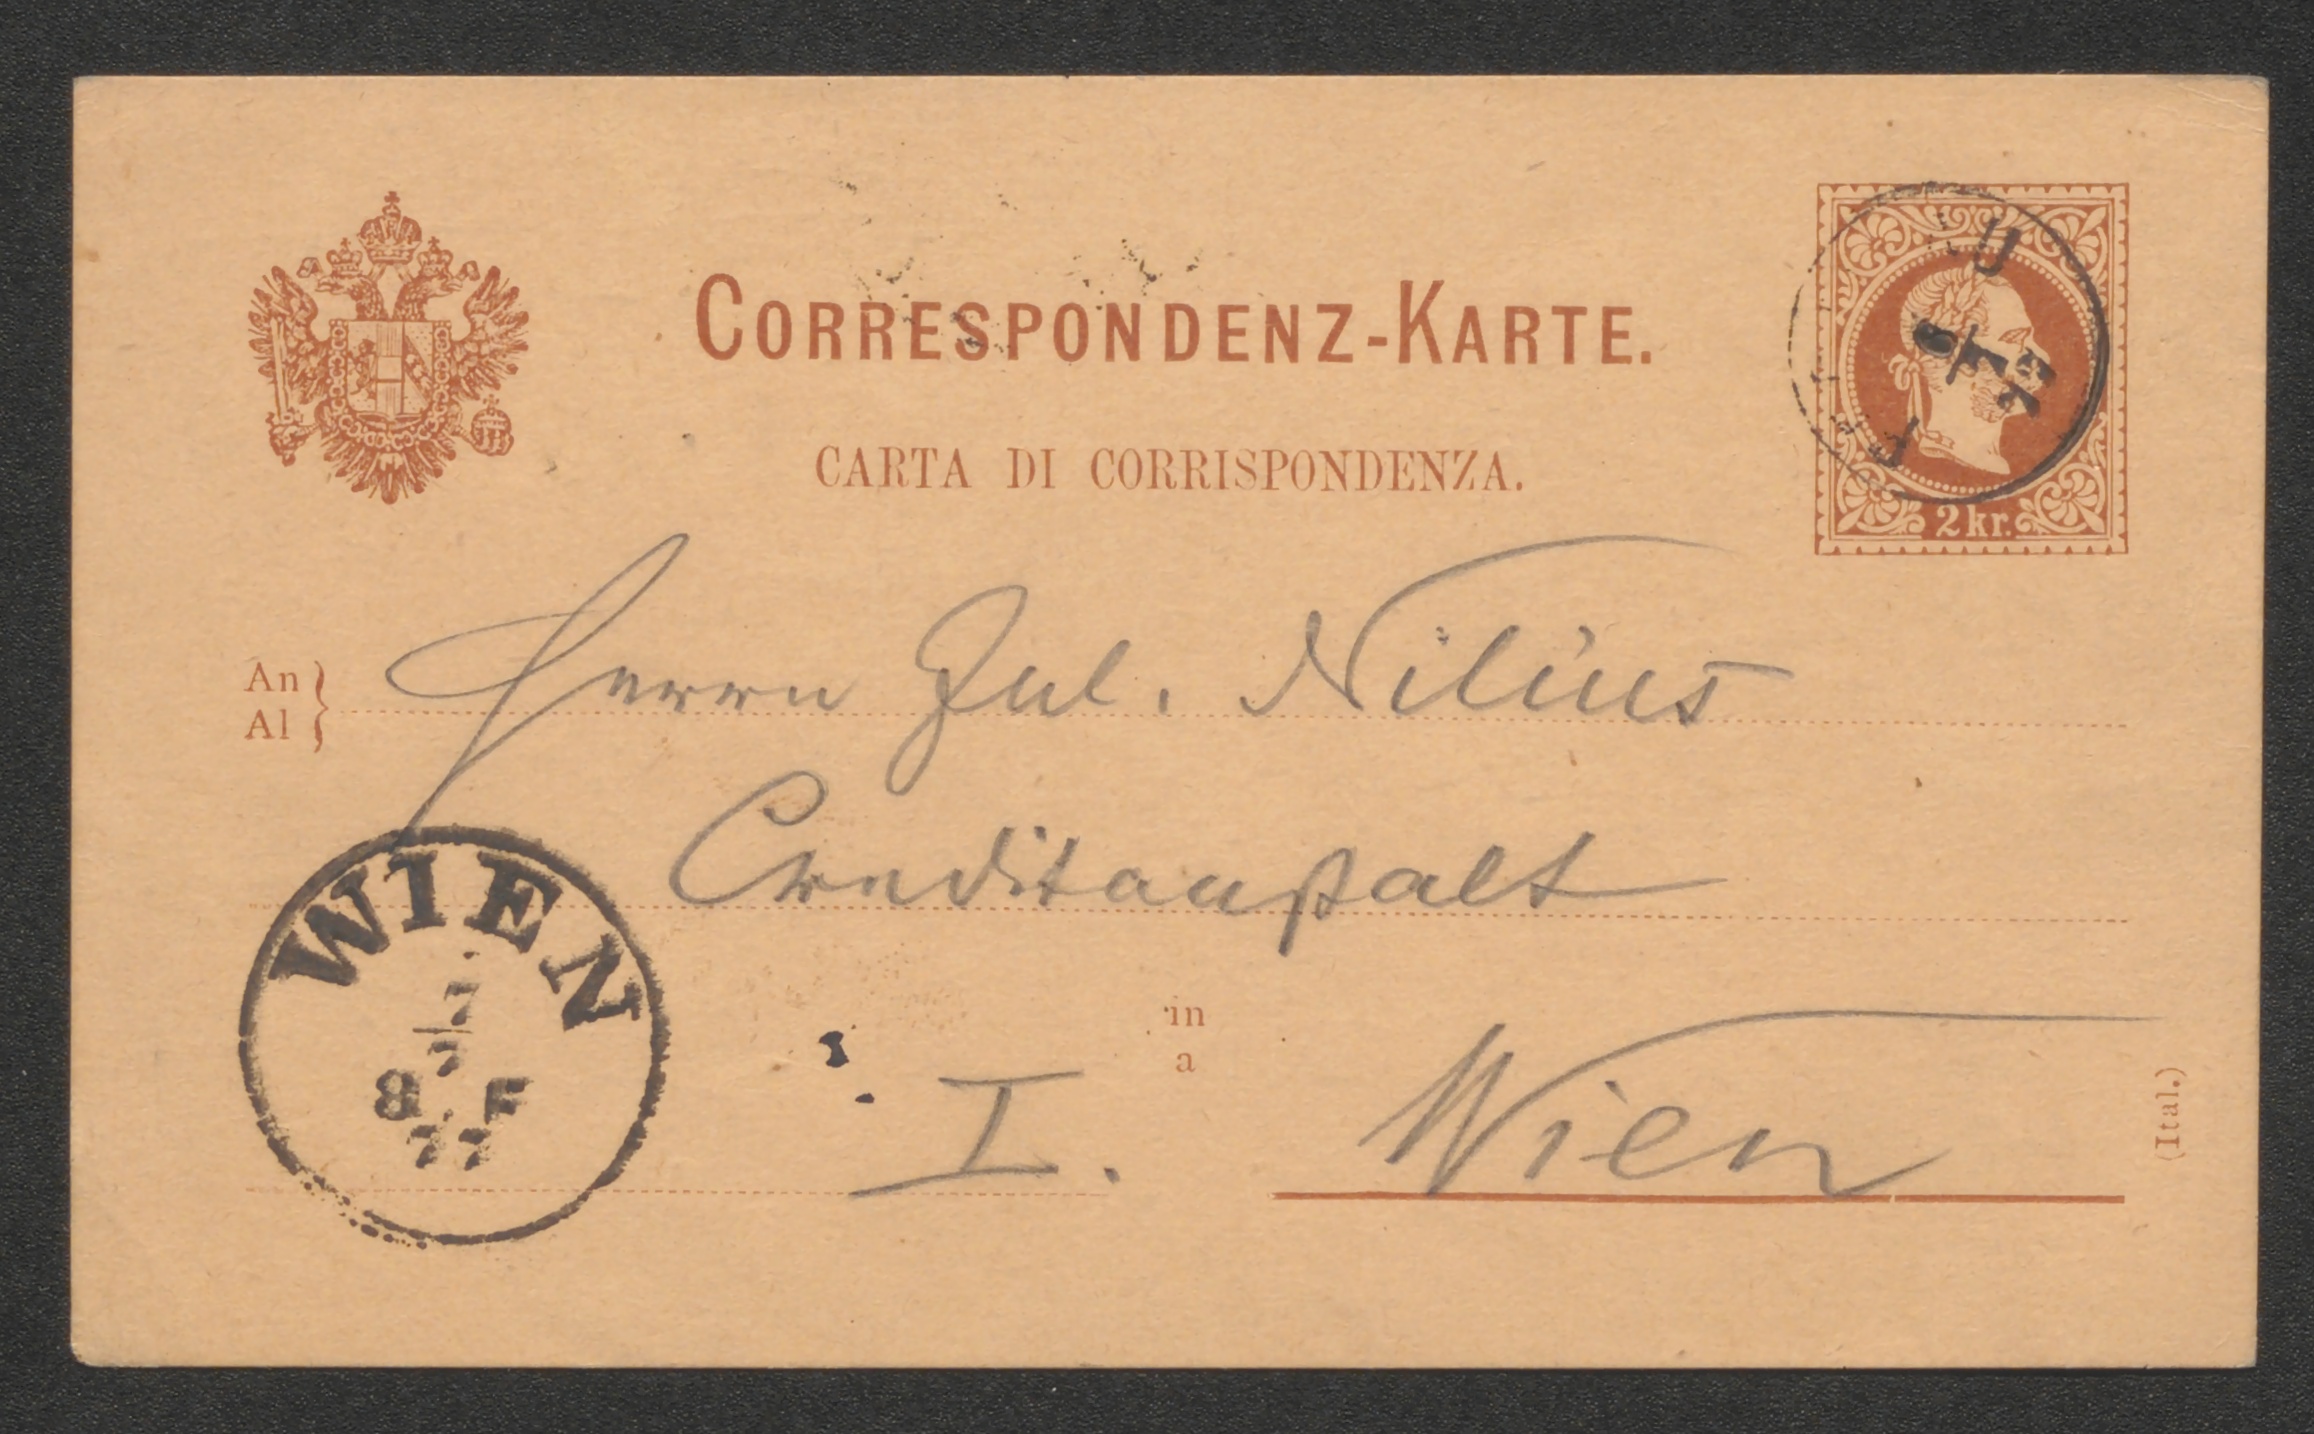 CORRESPONDENZ-KARTE.
CARTA DI CORRISPONDENZA.
2 kr.
An
Al
Herrn Jul. Nilius
Creditanstalt
in
a
I. Wien
(Ital.)
WIEN
7
7
8 F
77